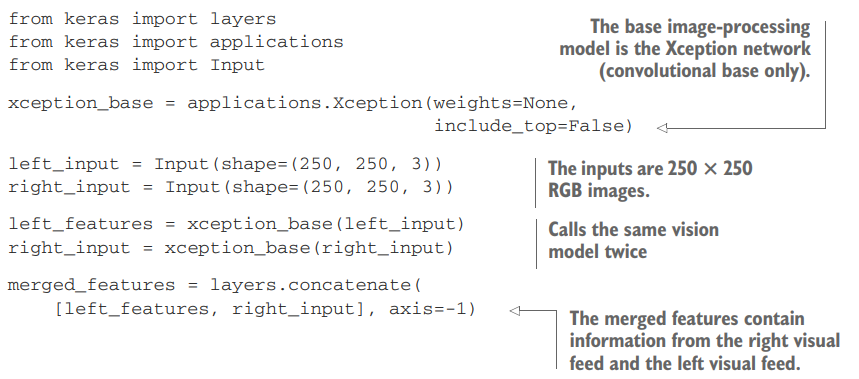 from keras import layers
from keras import applications
from keras import Input
The base image-processing
model is the Xception network
(convolutional base only).
xception_base = applications.Xception(weights=None,
include_top=False)
left_input = Input(shape=(250, 250, 3))
right_input = Input(shape=(250, 250, 3))
The inputs are 250 × 250
RGB images.
left_features = xception_base(left_input)
right_input = xception_base(right_input)
Calls the same vision
model twice
merged_features = layers.concatenate(
[left_features, right_input], axis=-1)
The merged features contain
information from the right visual
feed and the left visual feed.